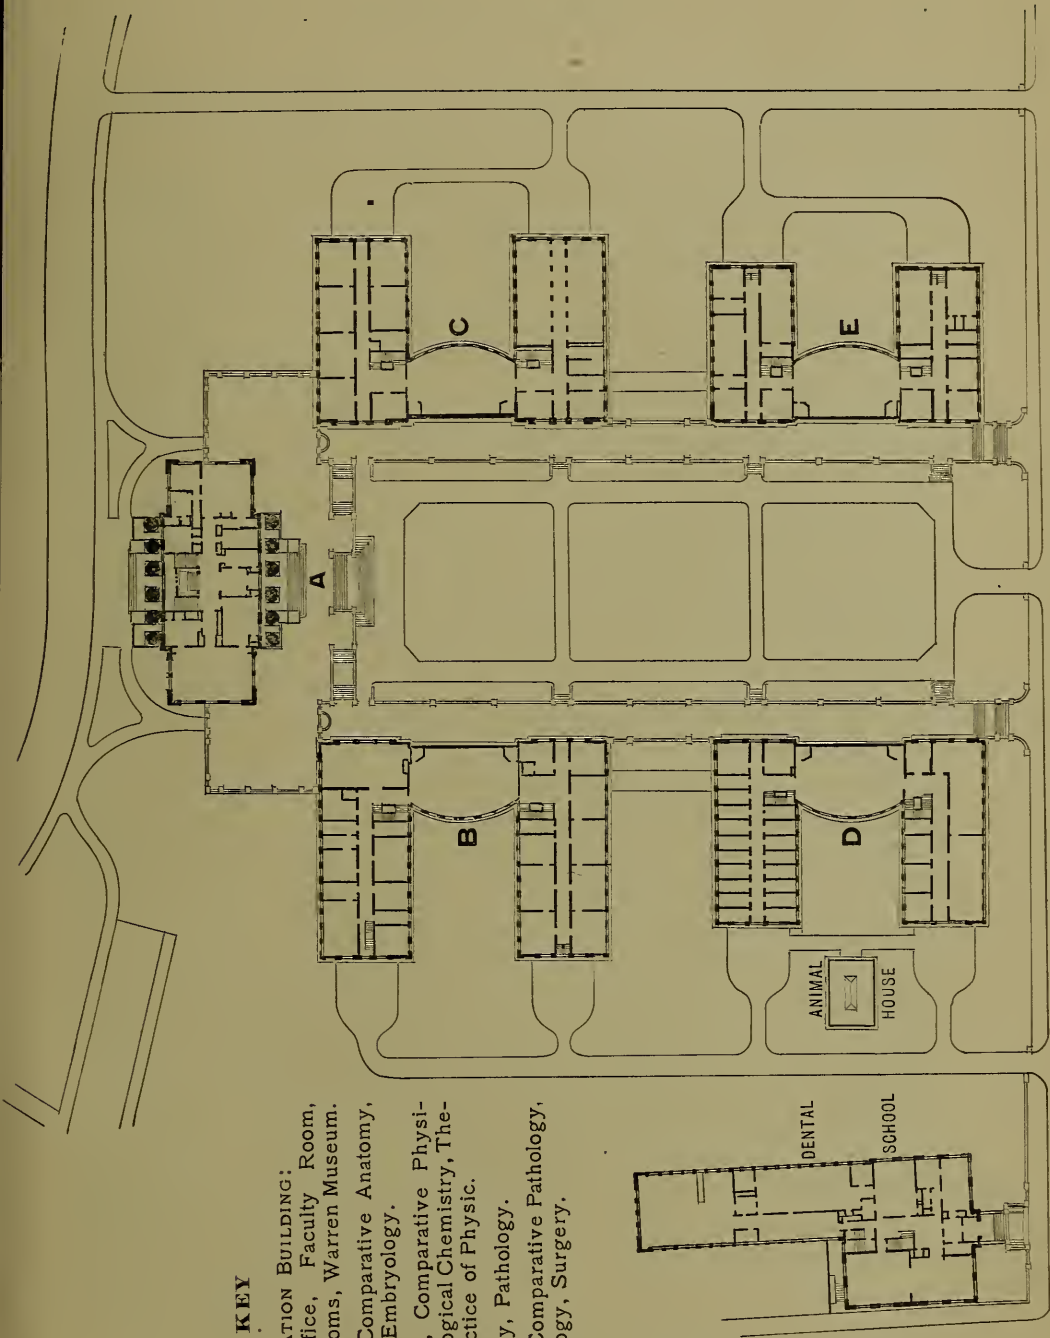 KEY
ATION BUILDING:
fice, Faculty Room,
oms, Warren Museum.
Comparative Anatomy,
Embryology.
, Comparative Physi-
ogical Chemistry, The-
ctice of Physic.
y, Pathology.
Comparative Pathology,
ogy, Surgery.
A
B
C
D
E
ANIMAL
HOUSE
DENTAL
SCHOOL